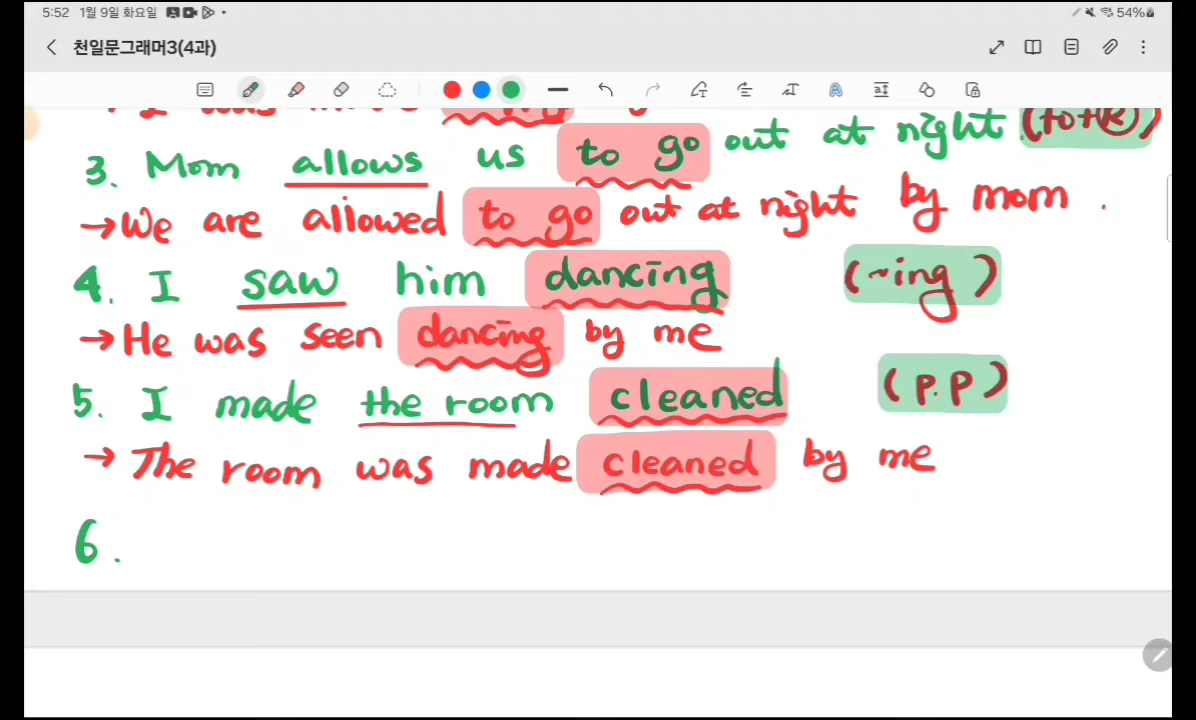 5:52 1월 9일 화요일 54%
천일문그래머3(4과)
3. Mom allows us to go out at night (to+R)
→We are allowed to go out at night by mom.
4. I saw him dancing (~ing)
→He was seen dancing by me
5. I made the room cleaned (p.p)
→ The room was made cleaned by me
6.